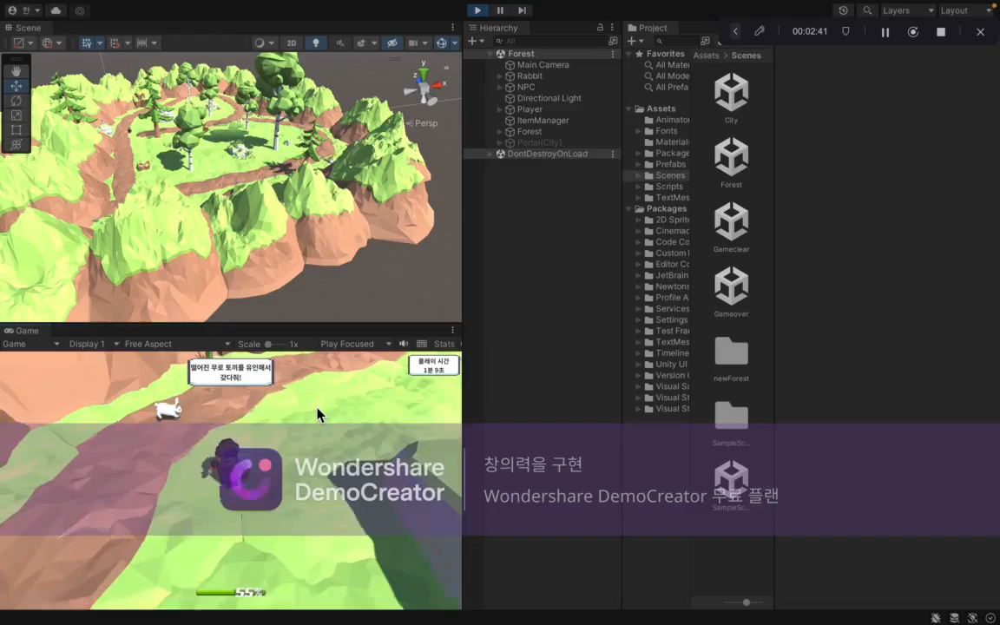 한
Layers
Layout
Scene
2D
y
z
x
Persp
Hierarchy
All
Forest
Main Camera
Rabbit
NPC
Directional Light
Player
ItemManager
Forest
Portal(City)
DontDestroyOnLoad
Project
00:02:41
Favorites
All Mater
All Mode
All Prefa
Assets
Animator
Fonts
Materials
Package
Prefabs
Scenes
Scripts
TextMes
Packages
2D Sprite
Cinemac
Code Co
Custom
Editor Co
JetBrain
Newtons
Profile A
Services
Settings
Test Fra
TextMes
Timeline
Unity UI
Version
Visual Sc
Visual St
Visual St
Assets
Scenes
City
Forest
Gameclear
Gameover
newForest
SampleSc...
SampleSc...
Game
Game
Display 1
Free Aspect
Scale
1x
Play Focused
Stats
떨어진 무로 토끼를 유인해서
갖다줘!
플레이 시간
1분 9초
55%
Wondershare
DemoCreator
창의력을 구현
Wondershare DemoCreator 무료 플랜